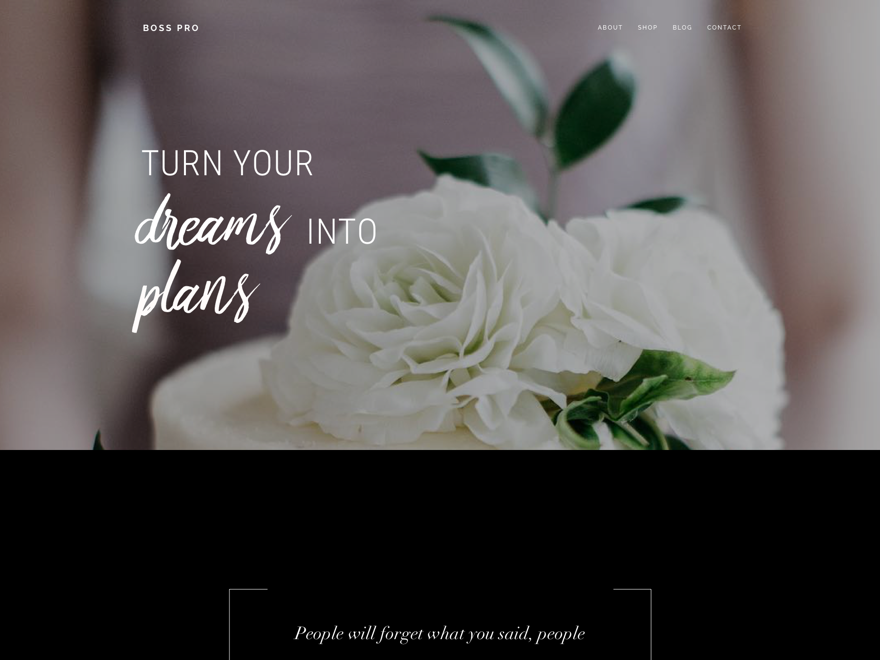 BOSS PRO
ABOUT SHOP BLOG CONTACT
TURN YOUR
dreams INTO
plans
People will forget what you said, people